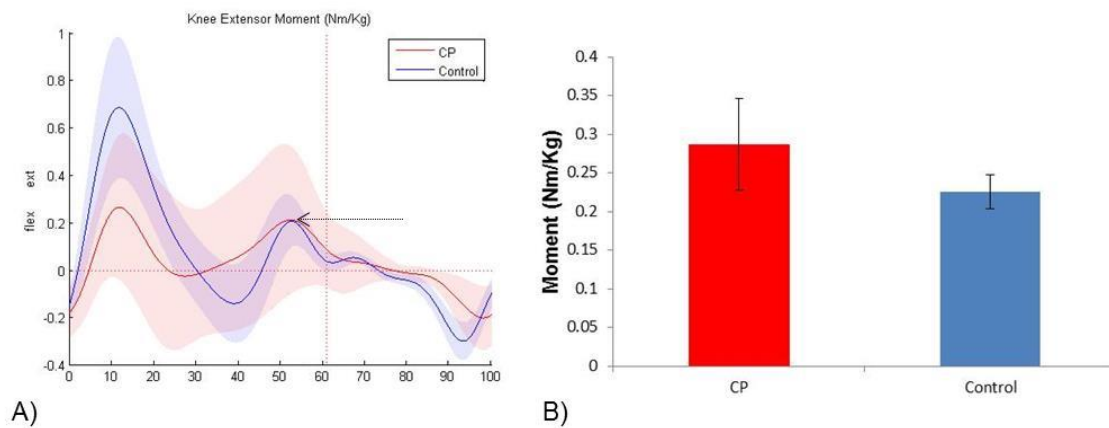 Knee Extensor Moment (Nm/Kg)
CP
Control
1
0.8
0.6
0.4
0.2
0
-0.2
-0.4
ext
flex
0 10 20 30 40 50 60 70 80 90 100
A)
Moment (Nm/Kg)
0.4
0.35
0.3
0.25
0.2
0.15
0.1
0.05
0
CP Control
B)